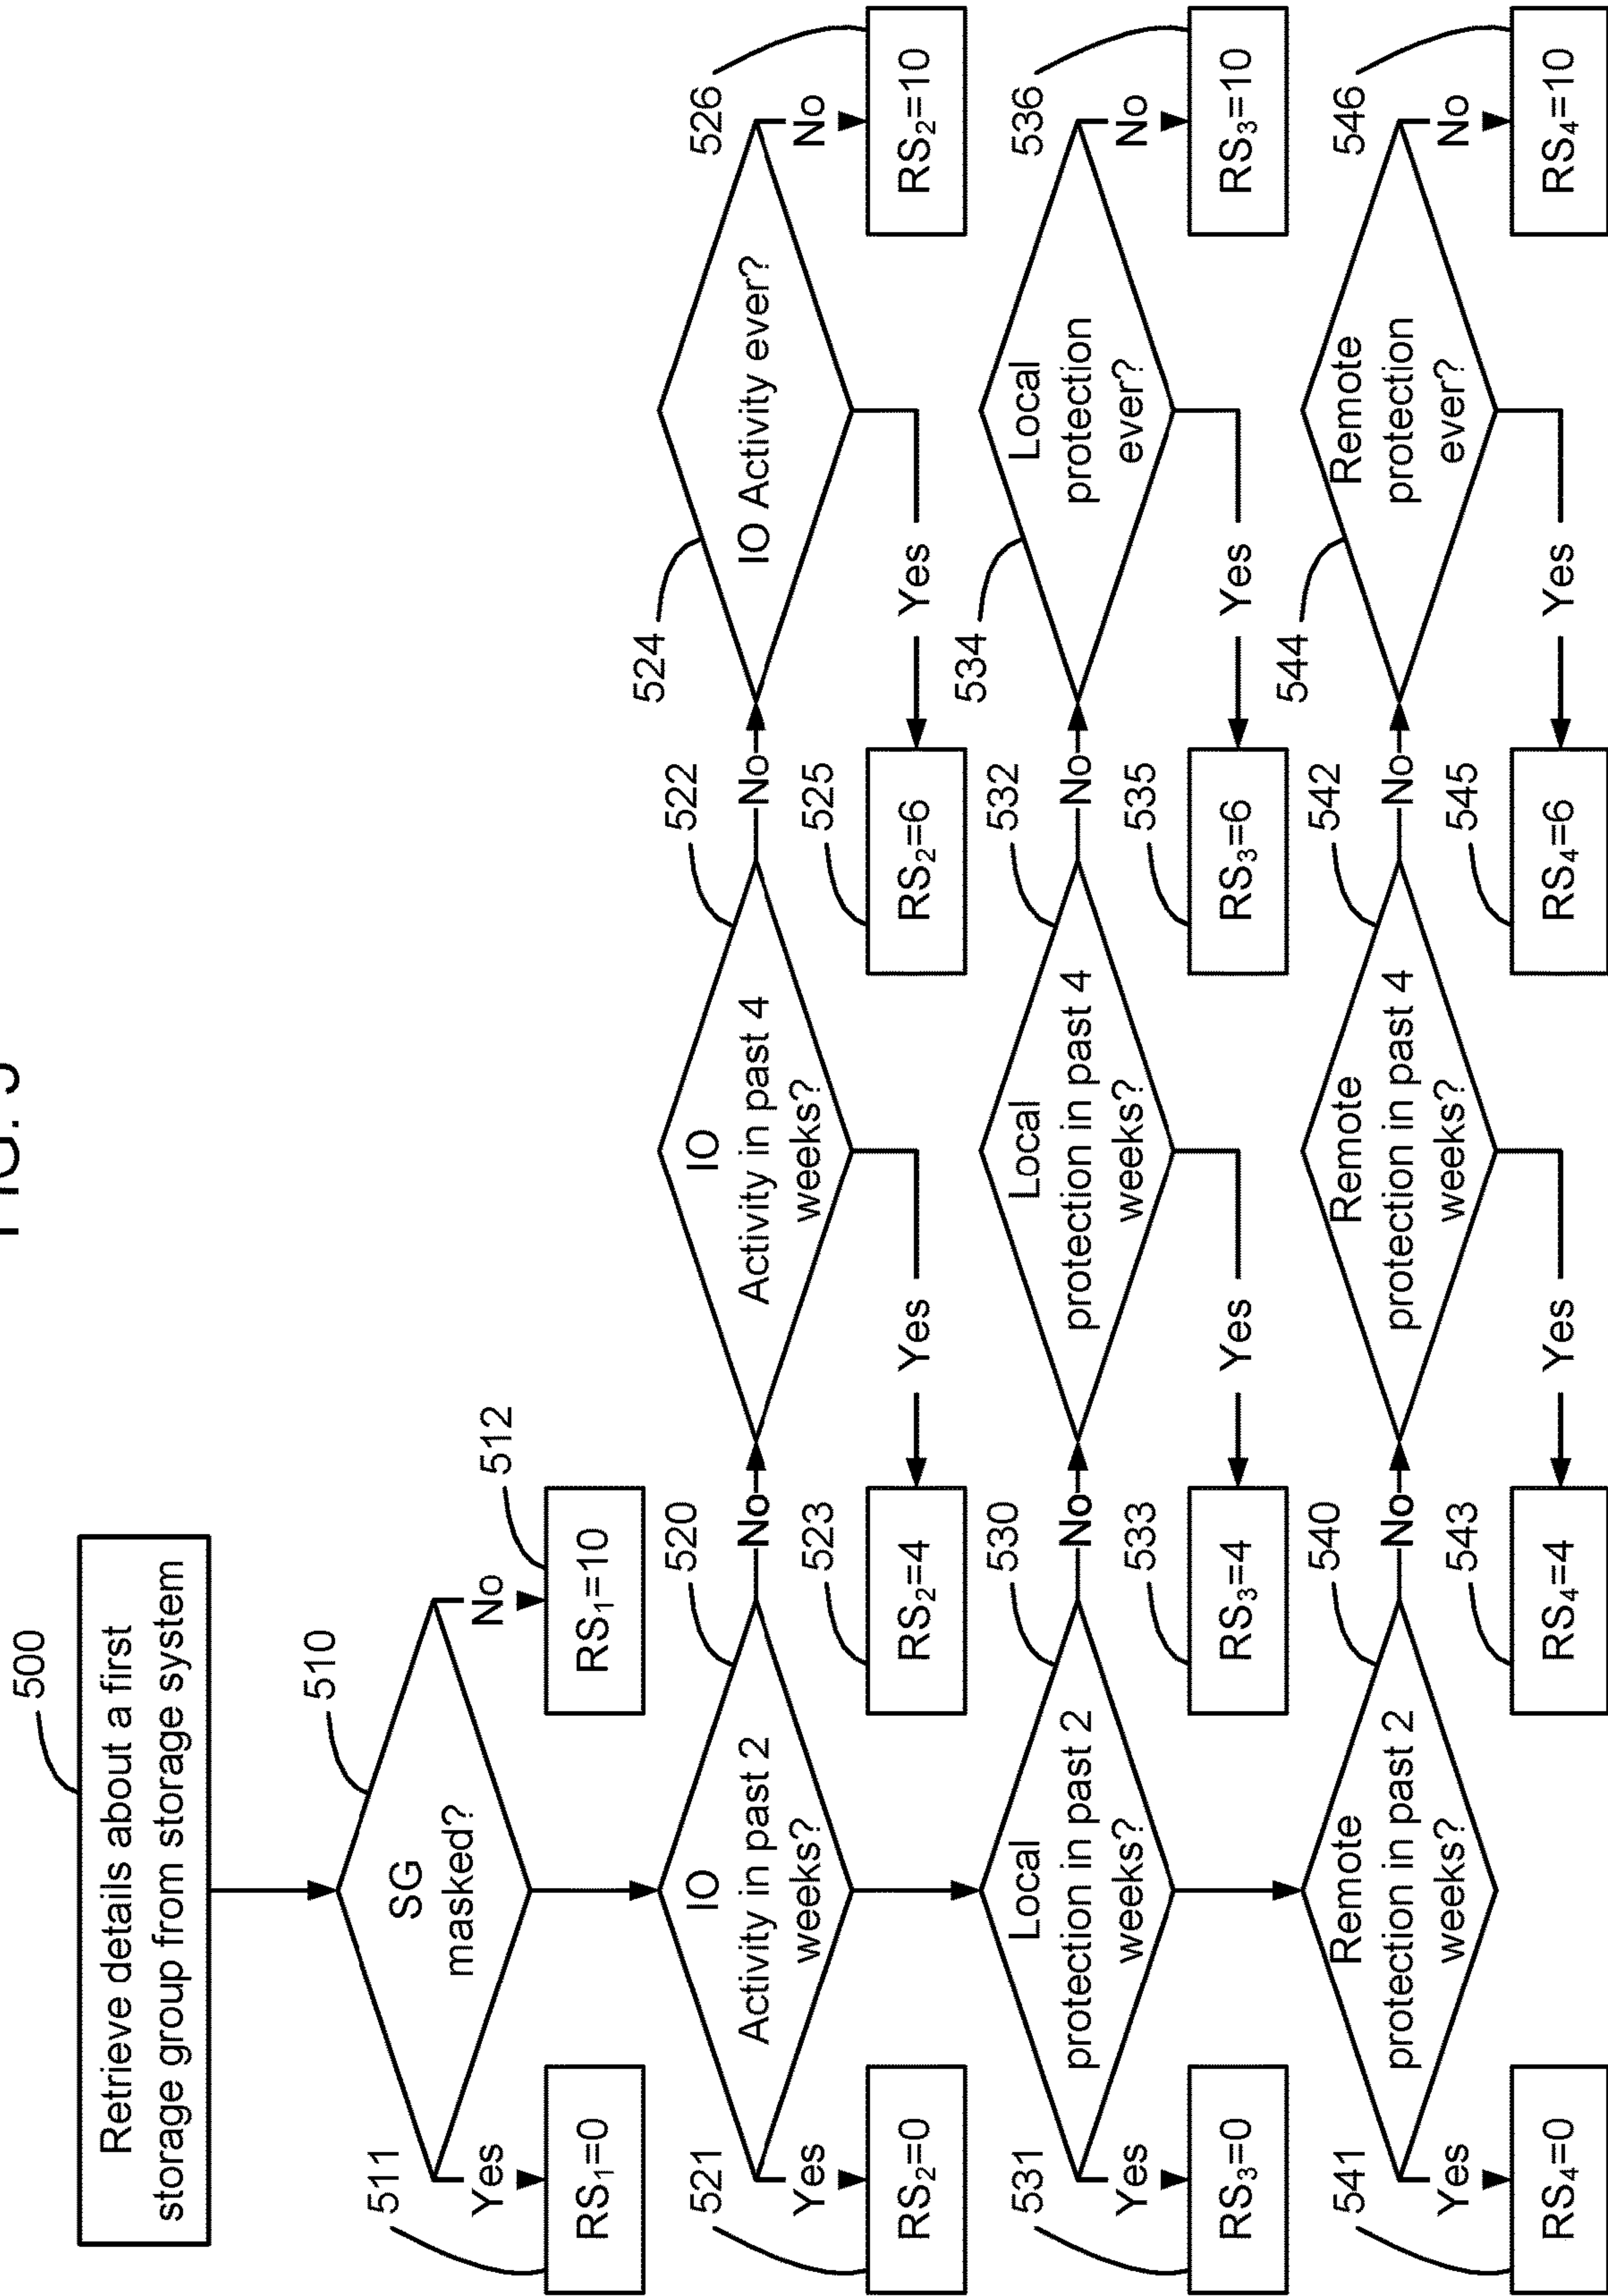 FIG. 5
500
Retrieve details about a first
storage group from storage system
510
SG
masked?
511
Yes
RS₁=0
No
512
RS₁=10
520
IO
Activity in past 2
weeks?
521
Yes
RS₂=0
No
522
IO
Activity in past 4
weeks?
523
Yes
RS₂=4
No
524
IO Activity ever?
525
Yes
RS₂=6
No
526
RS₂=10
530
Local
protection in past 2
weeks?
531
Yes
RS₃=0
No
532
Local
protection in past 4
weeks?
533
Yes
RS₃=4
No
534
Local
protection
ever?
535
Yes
RS₃=6
No
536
RS₃=10
540
Remote
protection in past 2
weeks?
541
Yes
RS₄=0
No
542
Remote
protection in past 4
weeks?
543
Yes
RS₄=4
No
544
Remote
protection
ever?
545
Yes
RS₄=6
No
546
RS₄=10